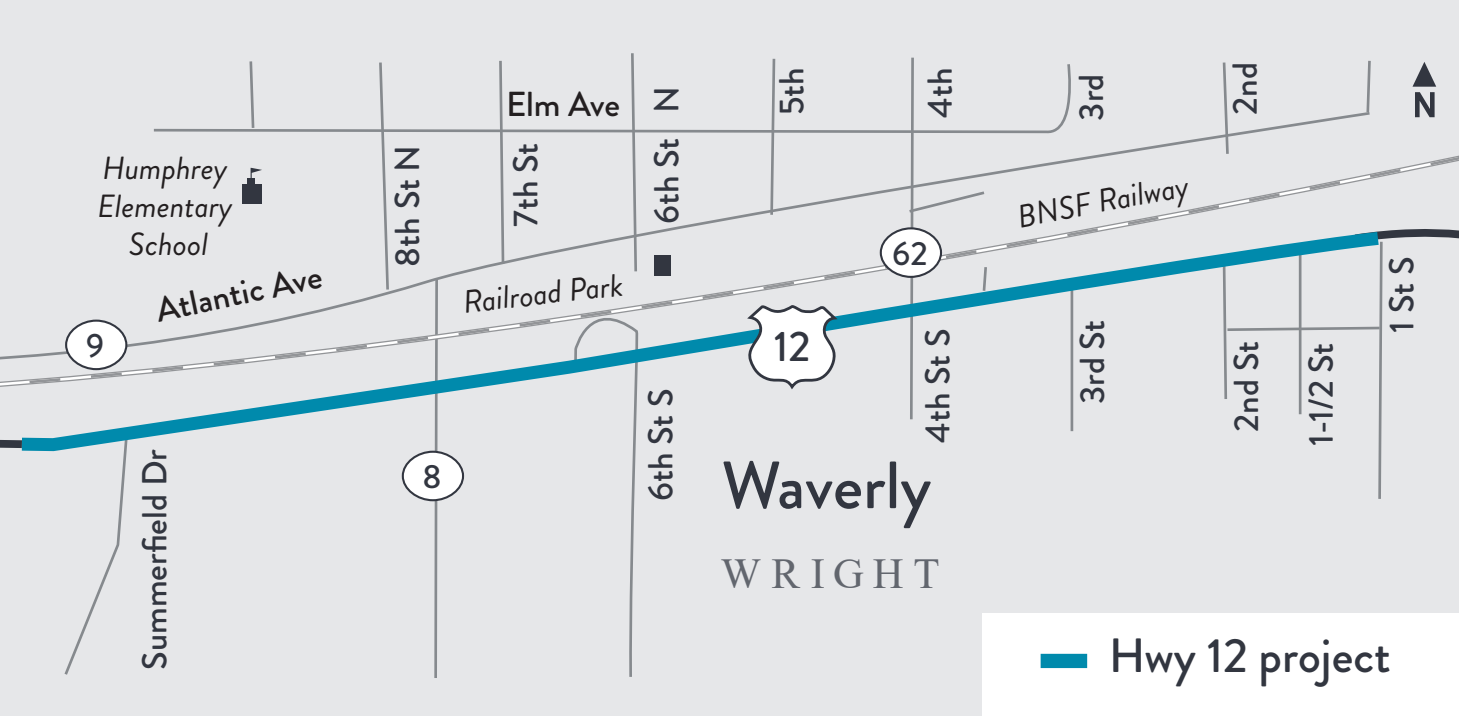 Elm Ave
N
5th
4th
3rd
2nd
N
Humphrey
Elementary
School
8th St N
7th St
6th St
BNSF Railway
62
Atlantic Ave
Railroad Park
9
12
1 St S
4th St S
3rd St
2nd St
1-1/2 St
6th St S
8
Summerfield Dr
Waverly
WRIGHT
Hwy 12 project